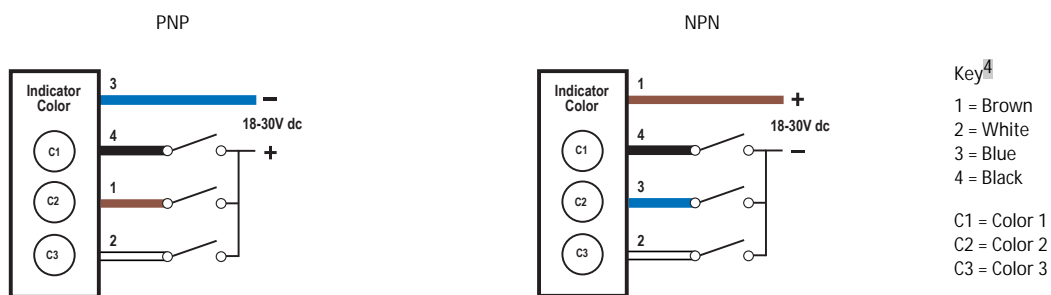 PNP
Indicator
Color
3
−
18-30V dc
4
+
C1
1
C2
2
C3
NPN
Indicator
Color
1
+
18-30V dc
4
−
C1
3
C2
2
C3
Key4
1 = Brown
2 = White
3 = Blue
4 = Black
C1 = Color 1
C2 = Color 2
C3 = Color 3